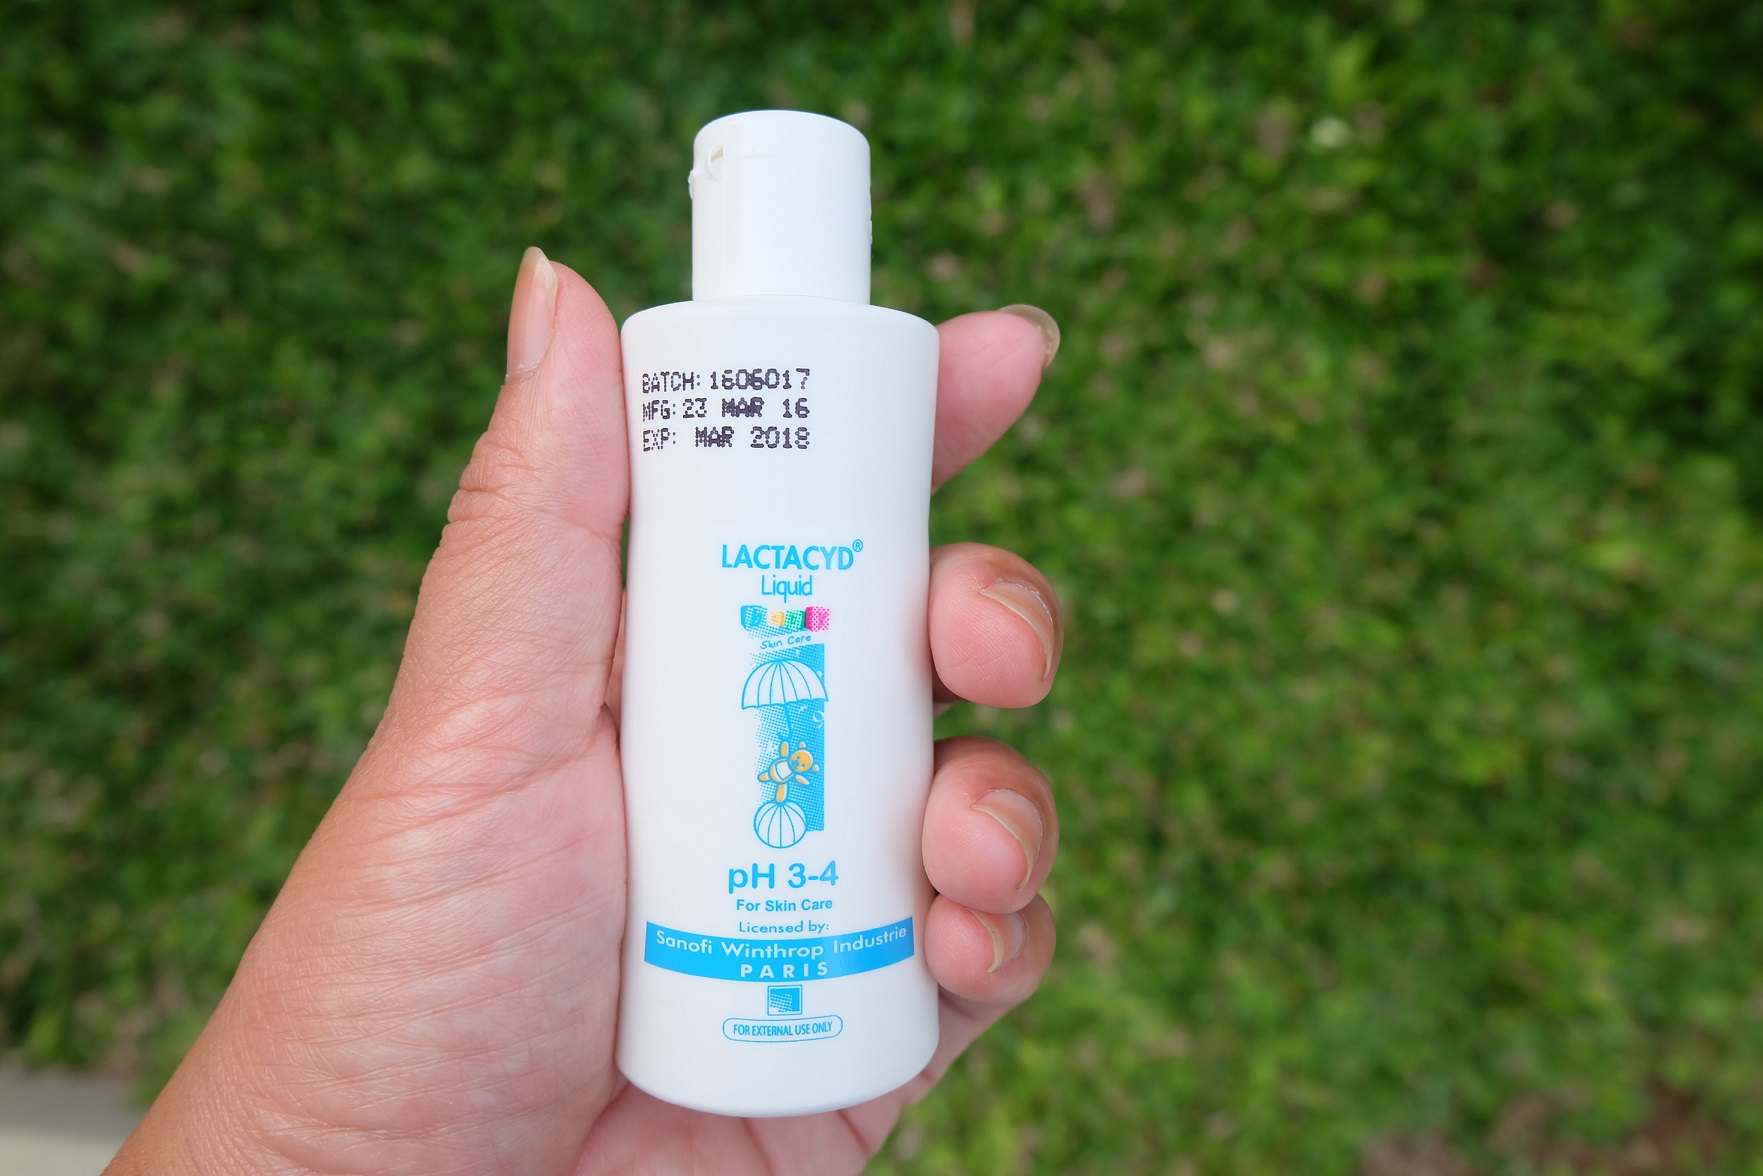 BATCH: 1606017
MFG: 23 MAR 16
EXP: MAR 2018
LACTACYD®
Liquid
Baby
Skin Care
pH 3-4
For Skin Care
Licensed by:
Sanofi Winthrop Industrie
PARIS
FOR EXTERNAL USE ONLY